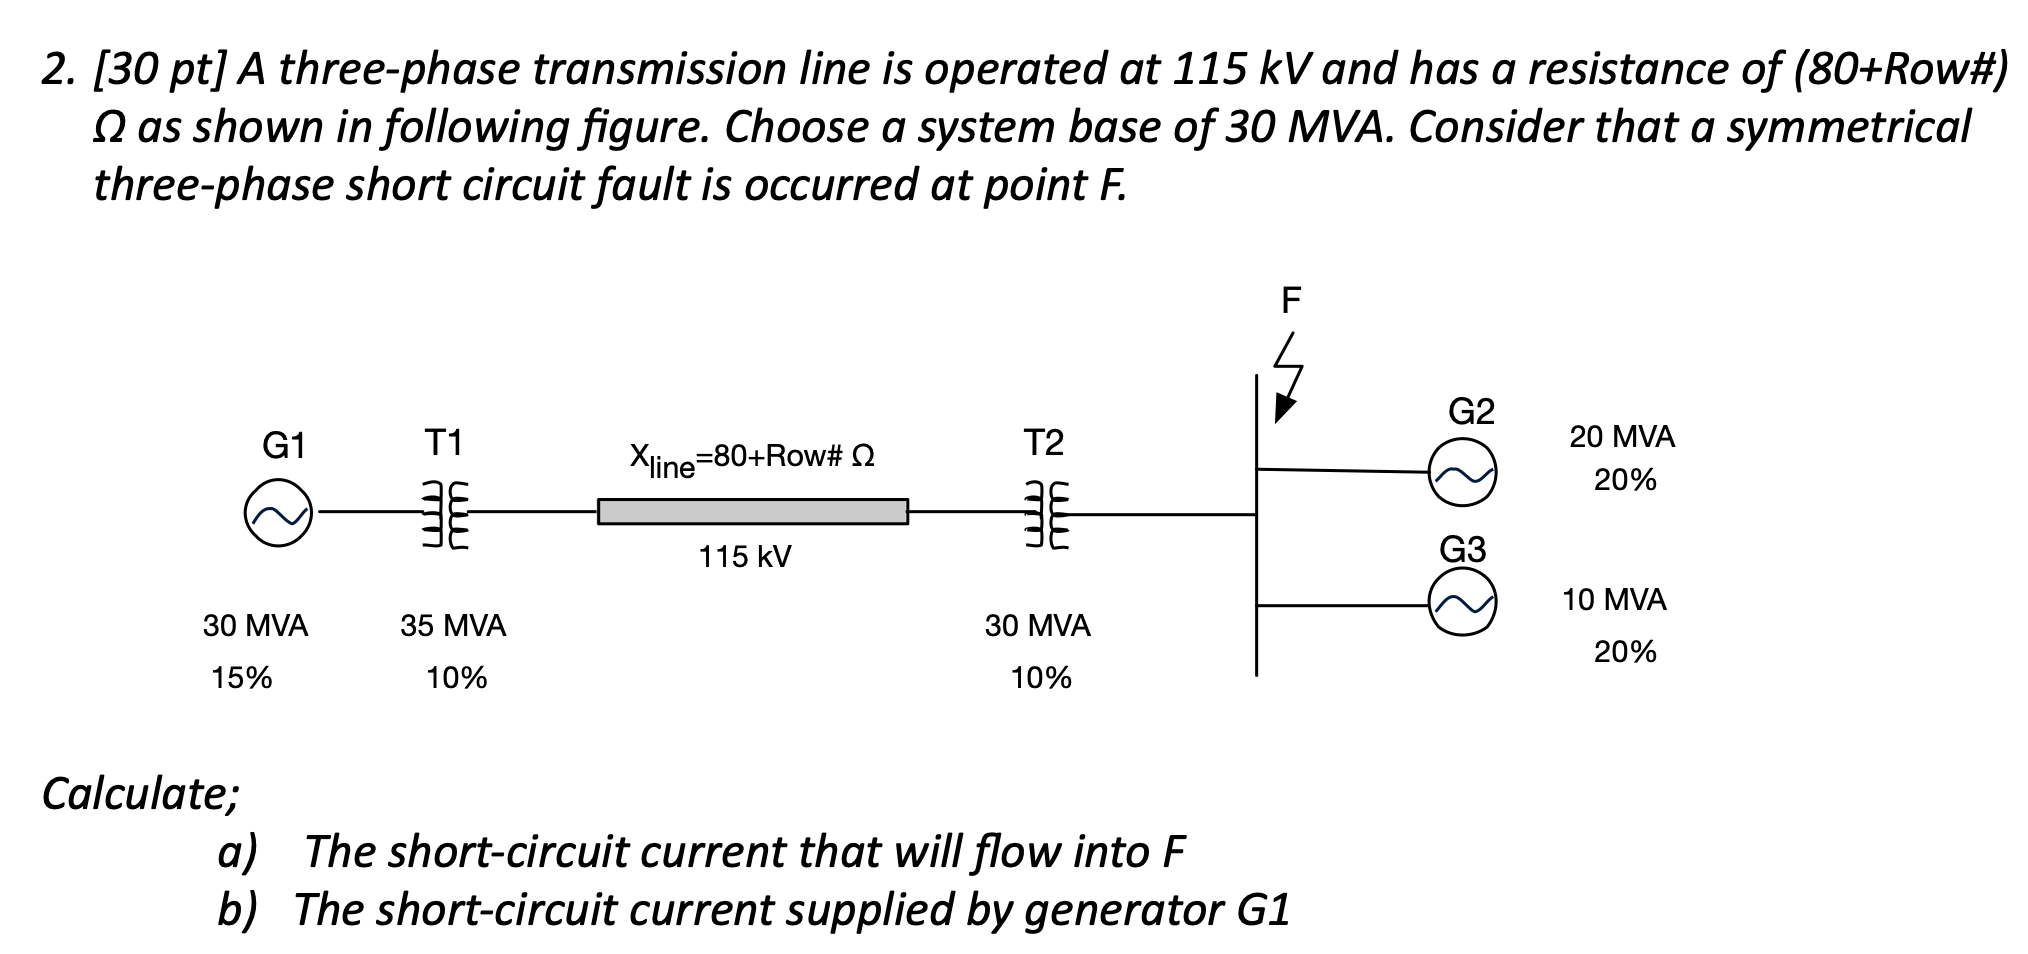 2. [30 pt] A three-phase transmission line is operated at 115 kV and has a resistance of (80+Row#)
Ω as shown in following figure. Choose a system base of 30 MVA. Consider that a symmetrical
three-phase short circuit fault is occurred at point F.
F
G1
T1
Xline=80+Row# Ω
T2
G2
20 MVA
20%
115 kV
G3
10 MVA
20%
30 MVA
35 MVA
30 MVA
15%
10%
10%
Calculate;
a) The short-circuit current that will flow into F
b) The short-circuit current supplied by generator G1